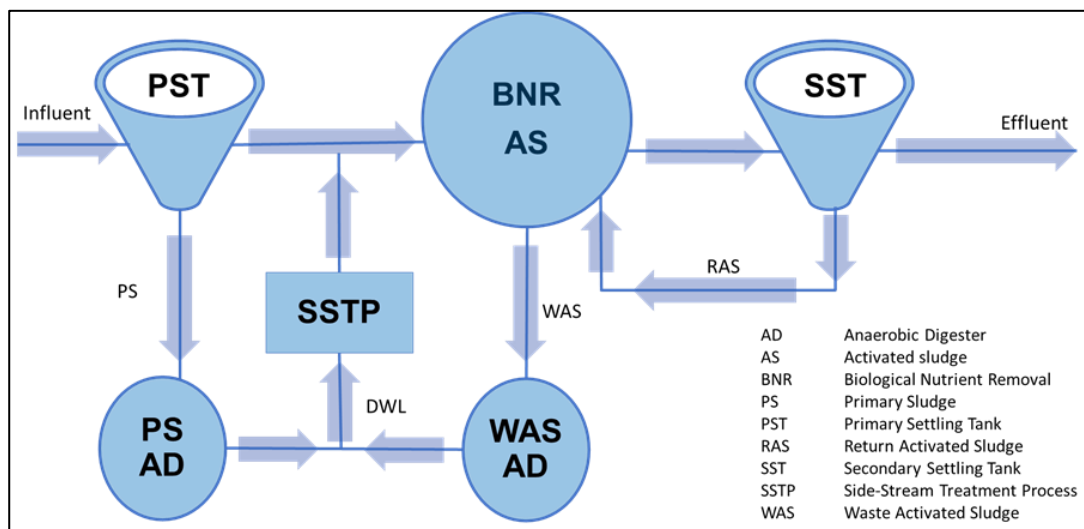 PST
BNR
AS
SST
Influent
Effluent
PS
SSTP
WAS
RAS
DWL
PS
AD
WAS
AD
AD Anaerobic Digester
AS Activated sludge
BNR Biological Nutrient Removal
PS Primary Sludge
PST Primary Settling Tank
RAS Return Activated Sludge
SST Secondary Settling Tank
SSTP Side-Stream Treatment Process
WAS Waste Activated Sludge